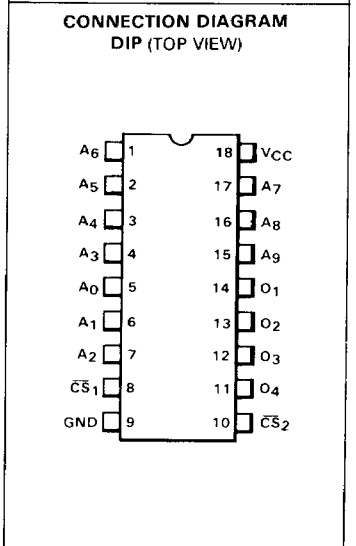 CONNECTION DIAGRAM
DIP (TOP VIEW)
A6 1 18 VCC
A5 2 17 A7
A4 3 16 A8
A3 4 15 A9
A0 5 14 O1
A1 6 13 O2
A2 7 12 O3
C̅S̅1 8 11 O4
GND 9 10 C̅S̅2